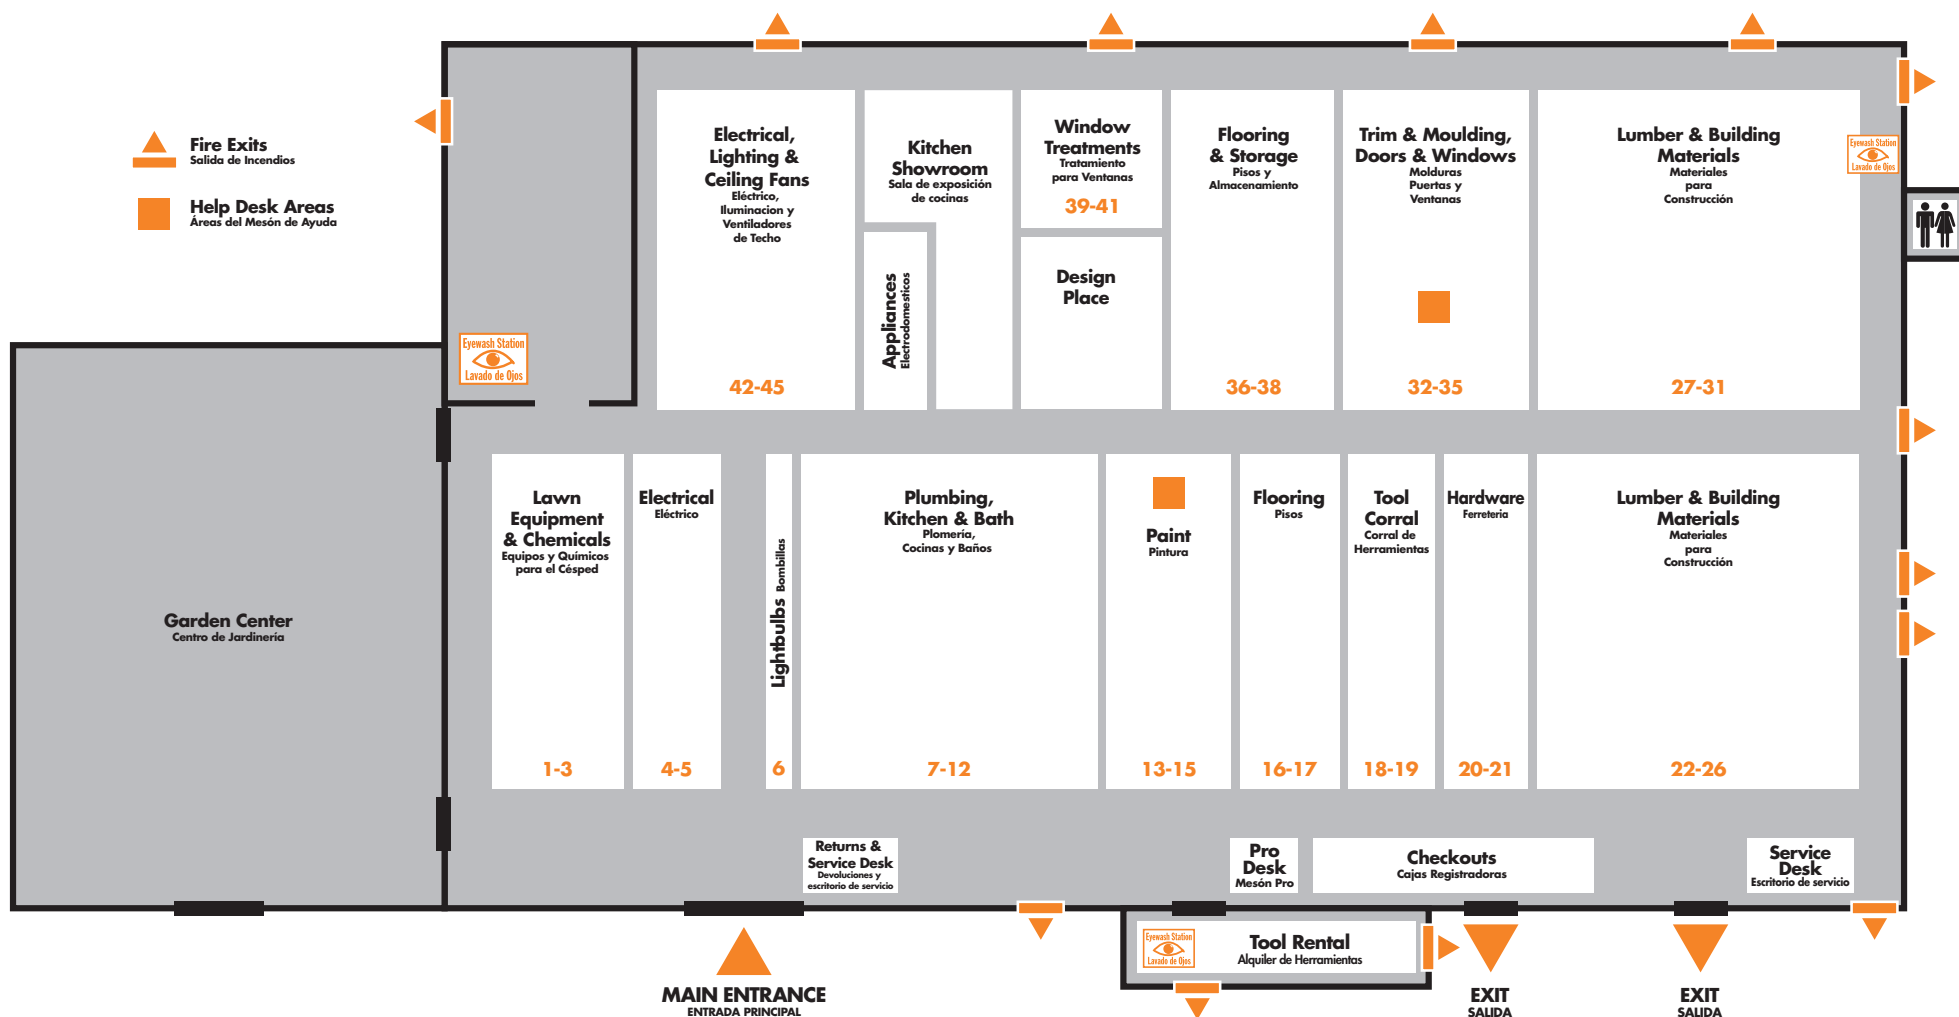 Fire Exits
Salida de Incendios
Help Desk Areas
Áreas del Mesón de Ayuda
Electrical,
Lighting &
Ceiling Fans
Eléctrico,
Iluminacion y
Ventiladores
de Techo
42-45
Kitchen
Showroom
Sala de exposición
de cocinas
Appliances
Electrodomesticos
Window
Treatments
Tratamiento
para Ventanas
39-41
Design
Place
Flooring
& Storage
Pisos y
Almacenamiento
36-38
Trim & Moulding,
Doors & Windows
Molduras
Puertas y
Ventanas
32-35
Lumber & Building
Materials
Materiales
para
Construcción
27-31
Eyewash Station
Lavado de Ojos
Eyewash Station
Lavado de Ojos
Garden Center
Centro de Jardinería
Lawn
Equipment
& Chemicals
Equipos y Químicos
para el Césped
1-3
Electrical
Eléctrico
4-5
Lightbulbs Bombillas
6
Plumbing,
Kitchen & Bath
Plomería,
Cocinas y Baños
7-12
Paint
Pintura
13-15
Flooring
Pisos
16-17
Tool
Corral
Corral de
Herramientas
18-19
Hardware
Ferreteria
20-21
Lumber & Building
Materials
Materiales
para
Construcción
22-26
Returns &
Service Desk
Devoluciones y
escritorio de servicio
Pro
Desk
Mesón Pro
Checkouts
Cajas Registradoras
Service
Desk
Escritorio de servicio
Eyewash Station
Lavado de Ojos
Tool Rental
Alquiler de Herramientas
MAIN ENTRANCE
ENTRADA PRINCIPAL
EXIT
SALIDA
EXIT
SALIDA